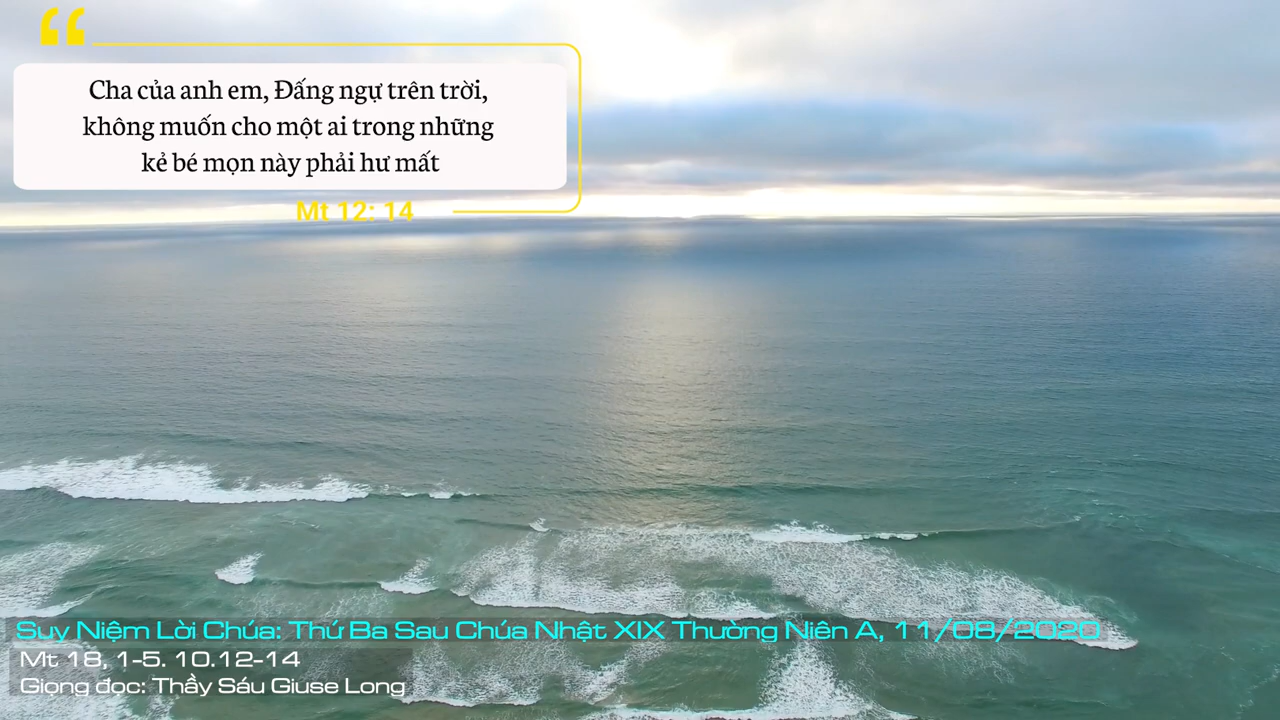 Cha của anh em, Đấng ngự trên trời,
không muốn cho một ai trong những
kẻ bé mọn này phải hư mất
Mt 12: 14
Suy Niệm Lời Chúa: Thứ Ba Sau Chúa Nhật XIX Thường Niên A, 11/08/2020
Mt 18, 1-5. 10.12-14
Giọng đọc: Thầy Sáu Giuse Long